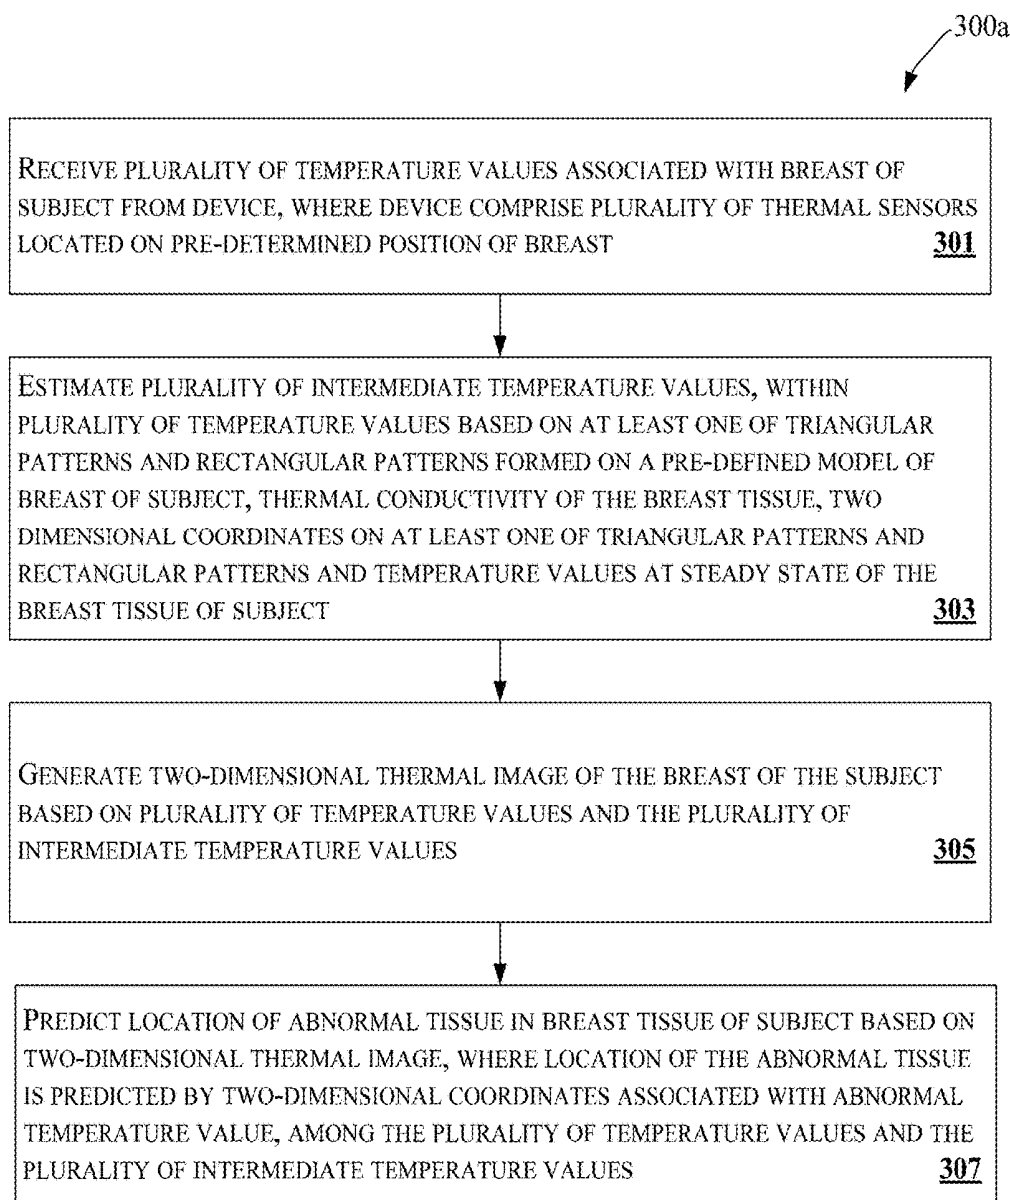 300a
RECEIVE PLURALITY OF TEMPERATURE VALUES ASSOCIATED WITH BREAST OF
SUBJECT FROM DEVICE, WHERE DEVICE COMPRISE PLURALITY OF THERMAL SENSORS
LOCATED ON PRE-DETERMINED POSITION OF BREAST 301
ESTIMATE PLURALITY OF INTERMEDIATE TEMPERATURE VALUES, WITHIN
PLURALITY OF TEMPERATURE VALUES BASED ON AT LEAST ONE OF TRIANGULAR
PATTERNS AND RECTANGULAR PATTERNS FORMED ON A PRE-DEFINED MODEL OF
BREAST OF SUBJECT, THERMAL CONDUCTIVITY OF THE BREAST TISSUE, TWO
DIMENSIONAL COORDINATES ON AT LEAST ONE OF TRIANGULAR PATTERNS AND
RECTANGULAR PATTERNS AND TEMPERATURE VALUES AT STEADY STATE OF THE
BREAST TISSUE OF SUBJECT 303
GENERATE TWO-DIMENSIONAL THERMAL IMAGE OF THE BREAST OF THE SUBJECT
BASED ON PLURALITY OF TEMPERATURE VALUES AND THE PLURALITY OF
INTERMEDIATE TEMPERATURE VALUES 305
PREDICT LOCATION OF ABNORMAL TISSUE IN BREAST TISSUE OF SUBJECT BASED ON
TWO-DIMENSIONAL THERMAL IMAGE, WHERE LOCATION OF THE ABNORMAL TISSUE
IS PREDICTED BY TWO-DIMENSIONAL COORDINATES ASSOCIATED WITH ABNORMAL
TEMPERATURE VALUE, AMONG THE PLURALITY OF TEMPERATURE VALUES AND THE
PLURALITY OF INTERMEDIATE TEMPERATURE VALUES 307